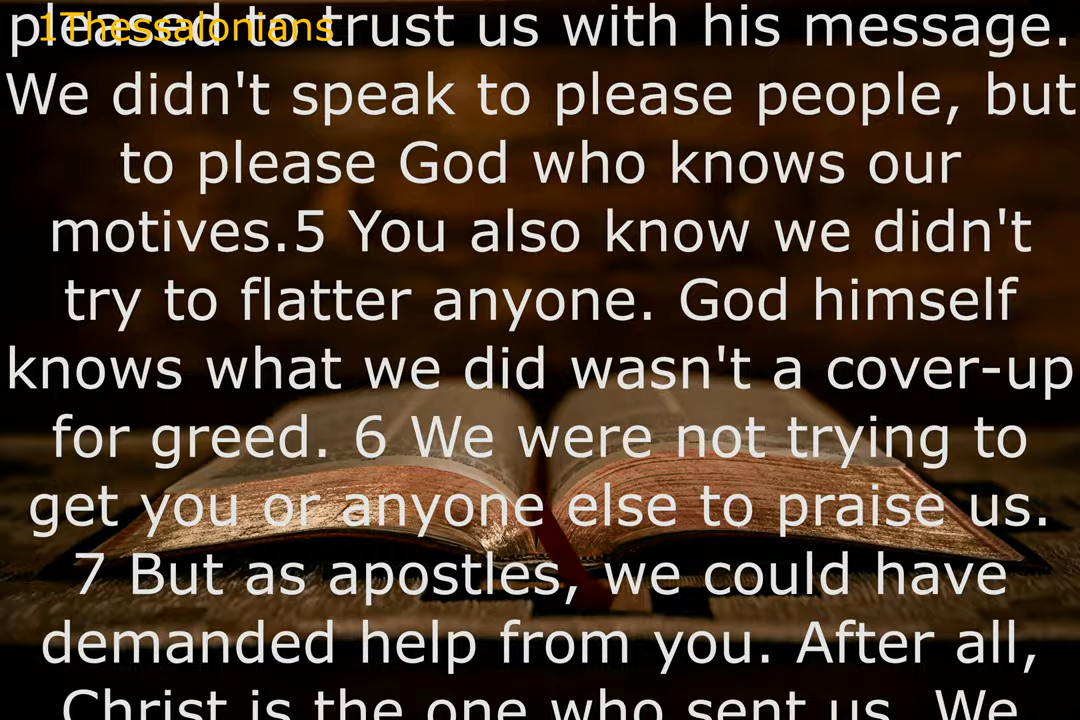 1Thessalonians
pleased to trust us with his message.
We didn't speak to please people, but
to please God who knows our
motives.5 You also know we didn't
try to flatter anyone. God himself
knows what we did wasn't a cover-up
for greed. 6 We were not trying to
get you or anyone else to praise us.
7 But as apostles, we could have
demanded help from you. After all,
Christ is the one who sent us. We